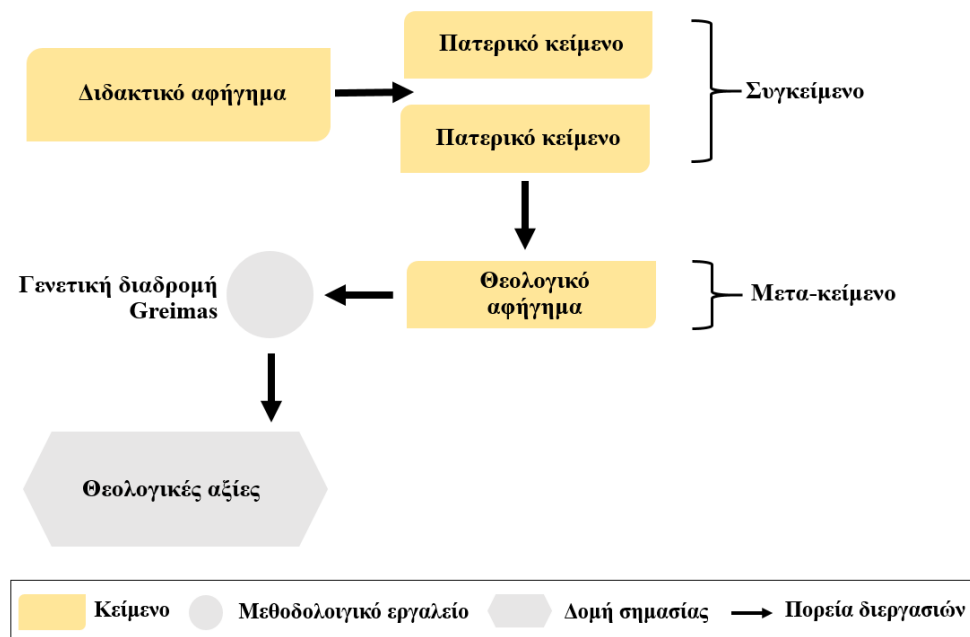 Πατερικό κείμενο
Διδακτικό αφήγημα
Συγκείμενο
Πατερικό κείμενο
Γενετική διαδρομή
Greimas
Θεολογικό
αφήγημα
Μετα-κείμενο
Θεολογικές αξίες
Κείμενο
Μεθοδολοιγικό εργαλείο
Δομή σημασίας
Πορεία διεργασιών